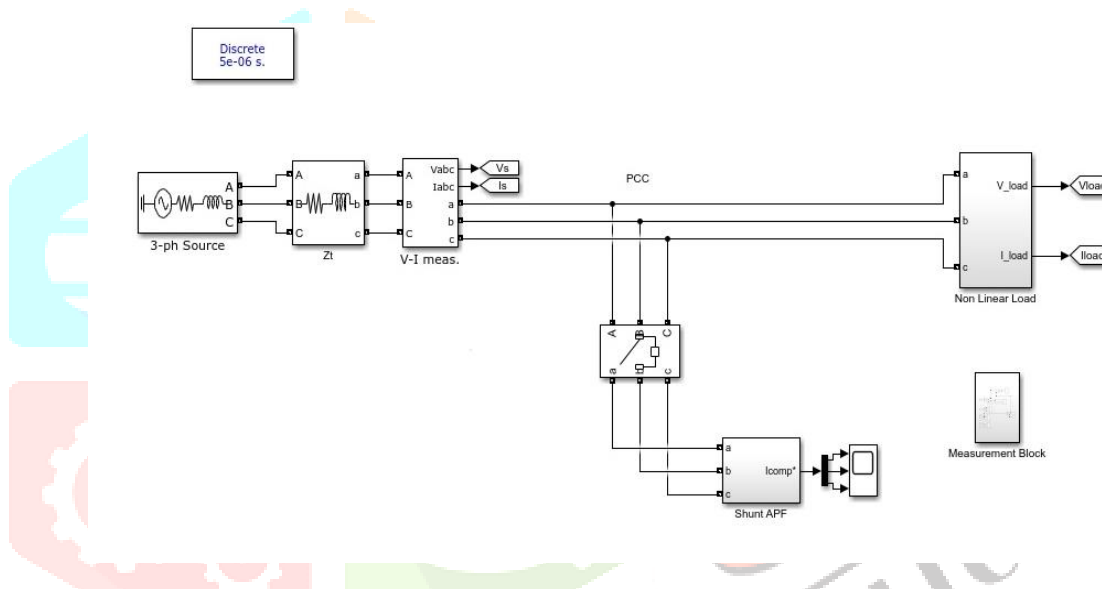 Discrete
5e-06 s.
A
B
C
3-ph Source
A
B
C
a
b
c
Zt
A
B
C
Vabc
Iabc
a
b
c
V-I meas.
Vs
Is
PCC
a
b
c
V_load
I_load
Non Linear Load
Vload
Iload
A
B
C
a
c
a
b
c
Icomp*
Shunt APF
Measurement Block